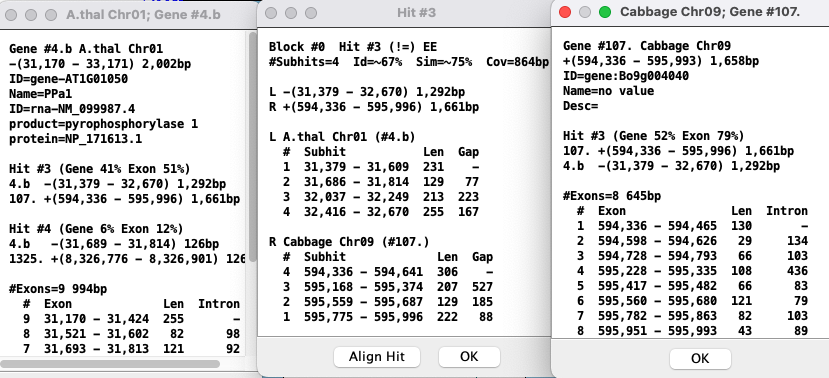 A.thal Chr01; Gene #4.b
Gene #4.b A.thal Chr01
-(31,170 - 33,171) 2,002bp
ID=gene-AT1G01050
Name=PPa1
ID=rna-NM_099987.4
product=pyrophosphorylase 1
protein=NP_171613.1
Hit #3 (Gene 41% Exon 51%)
4.b  -(31,379 - 32,670) 1,292bp
107. +(594,336 - 595,996) 1,661bp
Hit #4 (Gene 6% Exon 12%)
4.b   -(31,689 - 31,814) 126bp
1325. +(8,326,776 - 8,326,901) 126
#Exons=9 994bp
#  Exon  Len  Intron
9  31,170 - 31,424  255  -
8  31,521 - 31,602  82  98
7  31,693 - 31,813  121  92
Hit #3
Block #0  Hit #3 (!=) EE
#Subhits=4  Id=~67%  Sim=~75%  Cov=864bp
L -(31,379 - 32,670) 1,292bp
R +(594,336 - 595,996) 1,661bp
L A.thal Chr01 (#4.b)
#  Subhit  Len  Gap
1  31,379 - 31,609  231  -
2  31,686 - 31,814  129  77
3  32,037 - 32,249  213  223
4  32,416 - 32,670  255  167
R Cabbage Chr09 (#107.)
#  Subhit  Len  Gap
4  594,336 - 594,641  306  -
3  595,168 - 595,374  207  527
2  595,559 - 595,687  129  185
1  595,775 - 595,996  222  88
Align Hit
OK
Cabbage Chr09; Gene #107.
Gene #107. Cabbage Chr09
+(594,336 - 595,993) 1,658bp
ID=gene:Bo9g004040
Name=no value
Desc=
Hit #3 (Gene 52% Exon 79%)
107. +(594,336 - 595,996) 1,661bp
4.b  -(31,379 - 32,670) 1,292bp
#Exons=8 645bp
#  Exon  Len  Intron
1  594,336 - 594,465  130  -
2  594,598 - 594,626  29  134
3  594,728 - 594,793  66  103
4  595,228 - 595,335  108  436
5  595,417 - 595,482  66  83
6  595,560 - 595,680  121  79
7  595,782 - 595,863  82  103
8  595,951 - 595,993  43  89
OK